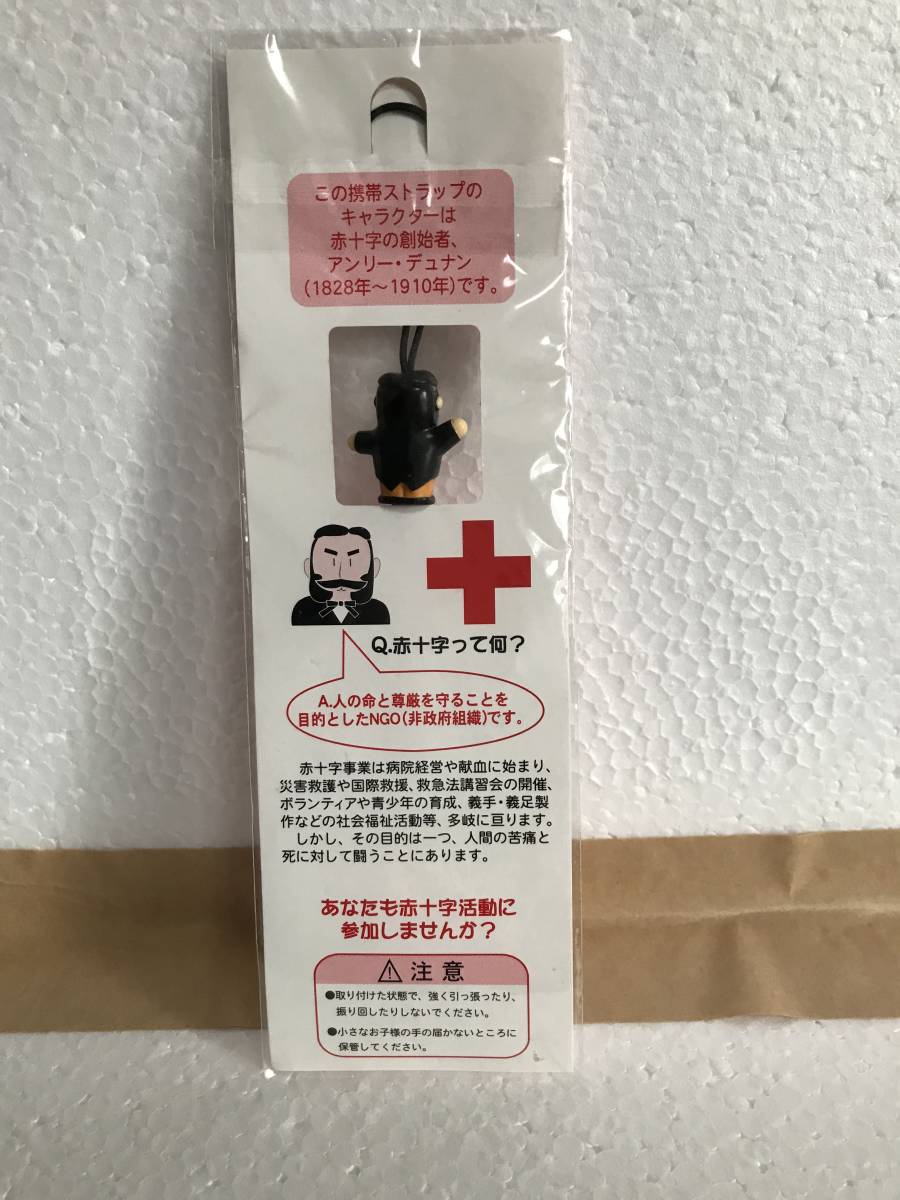 この携帯ストラップの
キャラクターは
赤十字の創始者、
アンリー・デュナン
(1828年～1910年)です。
Q.赤十字って何？
A.人の命と尊厳を守ることを
目的としたNGO(非政府組織)です。
赤十字事業は病院経営や献血に始まり、
災害救護や国際救援、救急法講習会の開催、
ボランティアや青少年の育成、義手・義足製
作などの社会福祉活動等、多岐に亘ります。
しかし、その目的は一つ、人間の苦痛と
死に対して闘うことにあります。
あなたも赤十字活動に
参加しませんか？
⚠ 注意
●取り付けた状態で、強く引っ張ったり、
振り回したりしないでください。
●小さなお子様の手の届かないところに
保管してください。